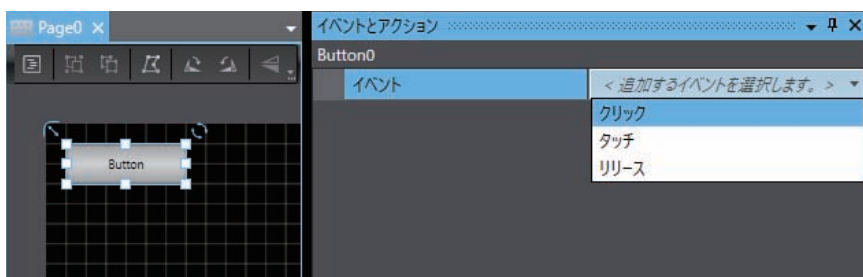 Page0
イベントとアクション
Button0
イベント
< 追加するイベントを選択します。 >
クリック
タッチ
リリース
Button